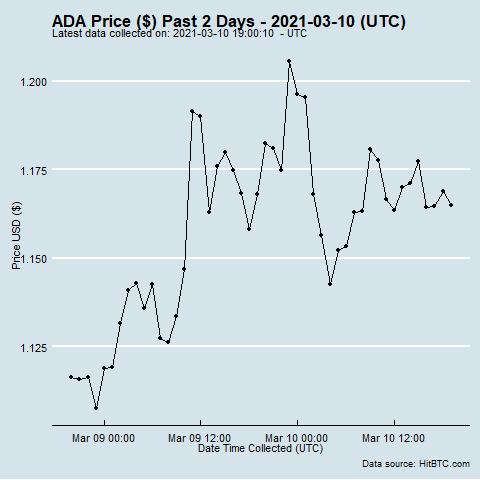 ADA Price ($) Past 2 Days - 2021-03-10 (UTC)
Latest data collected on: 2021-03-10 19:00:10 - UTC
1.200
1.175
1.150
1.125
Price USD ($)
Mar 09 00:00 Mar 09 12:00 Mar 10 00:00 Mar 10 12:00
Date Time Collected (UTC)
Data source: HitBTC.com